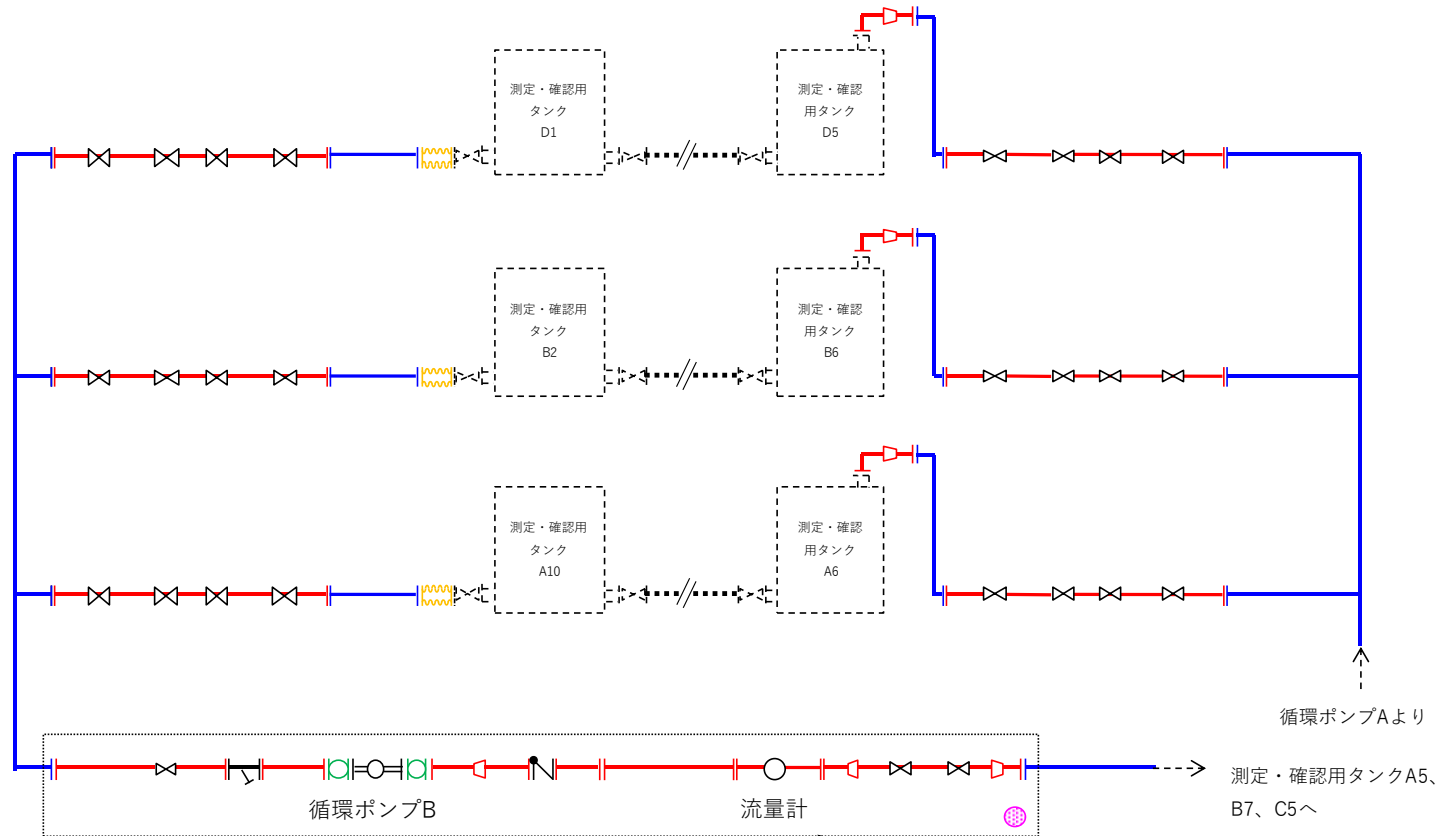 測定・確認用
タンク
D1
測定・確認
用タンク
D5
測定・確認用
タンク
B2
測定・確認
用タンク
B6
測定・確認用
タンク
A10
測定・確認
用タンク
A6
循環ポンプAより
循環ポンプB
流量計
測定・確認用タンクA5、
B7、C5へ